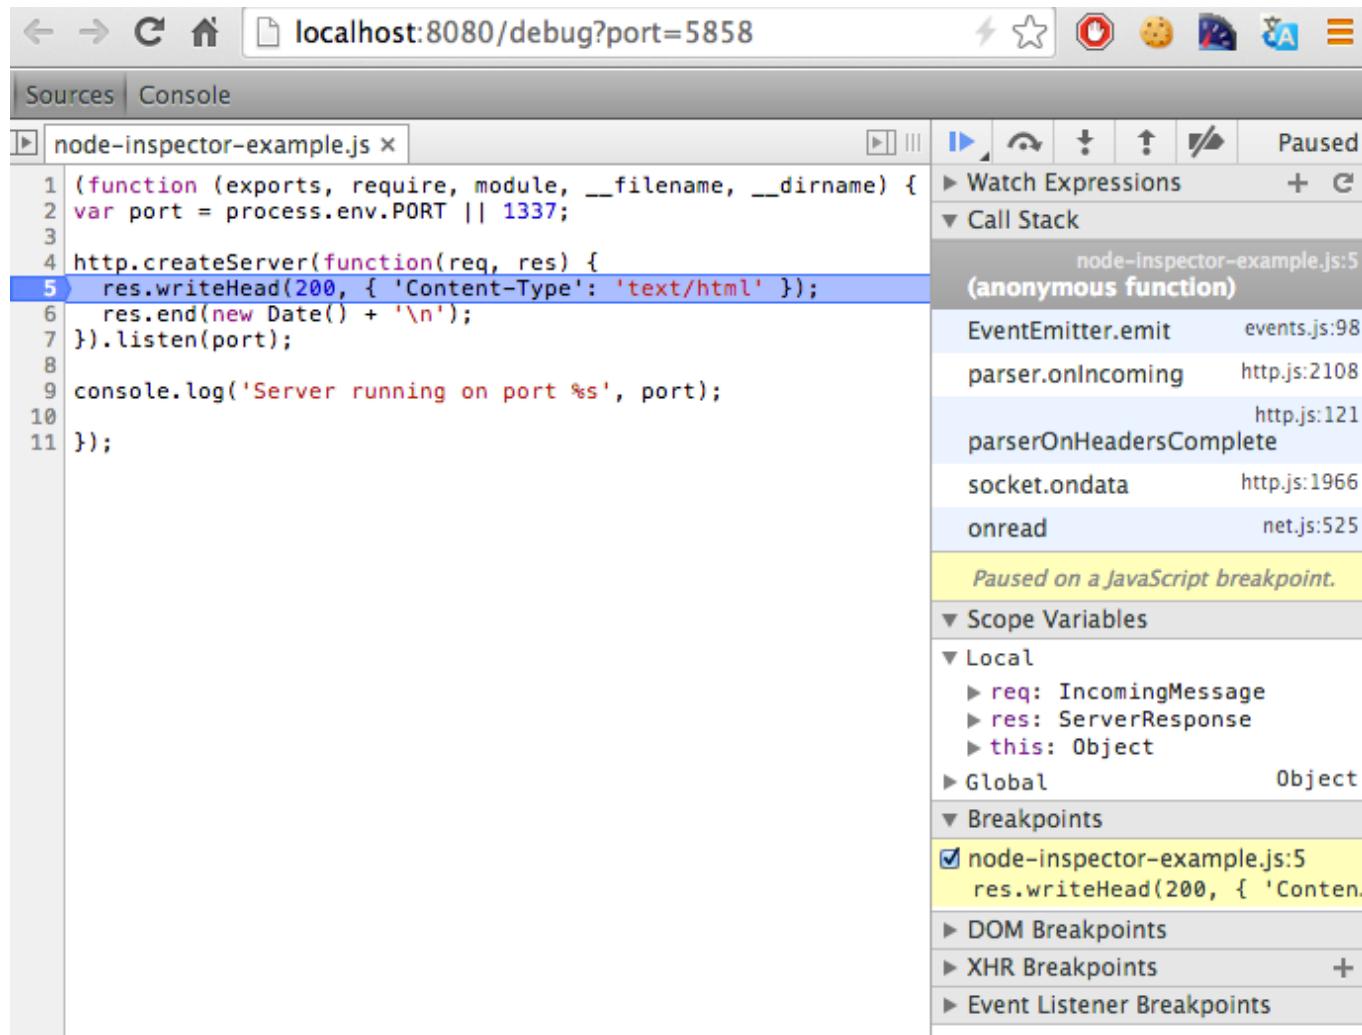 localhost:8080/debug?port=5858
Sources Console
node-inspector-example.js ×
Paused
1 (function (exports, require, module, __filename, __dirname) {
2 var port = process.env.PORT || 1337;
3
4 http.createServer(function(req, res) {
5 res.writeHead(200, { 'Content-Type': 'text/html' });
6 res.end(new Date() + '\n');
7 }).listen(port);
8
9 console.log('Server running on port %s', port);
10
11 });
Watch Expressions
Call Stack
node-inspector-example.js:5
(anonymous function)
EventEmitter.emit events.js:98
parser.onIncoming http.js:2108
http.js:121
parserOnHeadersComplete
socket.ondata http.js:1966
onread net.js:525
Paused on a JavaScript breakpoint.
Scope Variables
Local
req: IncomingMessage
res: ServerResponse
this: Object
Global Object
Breakpoints
node-inspector-example.js:5
res.writeHead(200, { 'Conten.
DOM Breakpoints
XHR Breakpoints
Event Listener Breakpoints